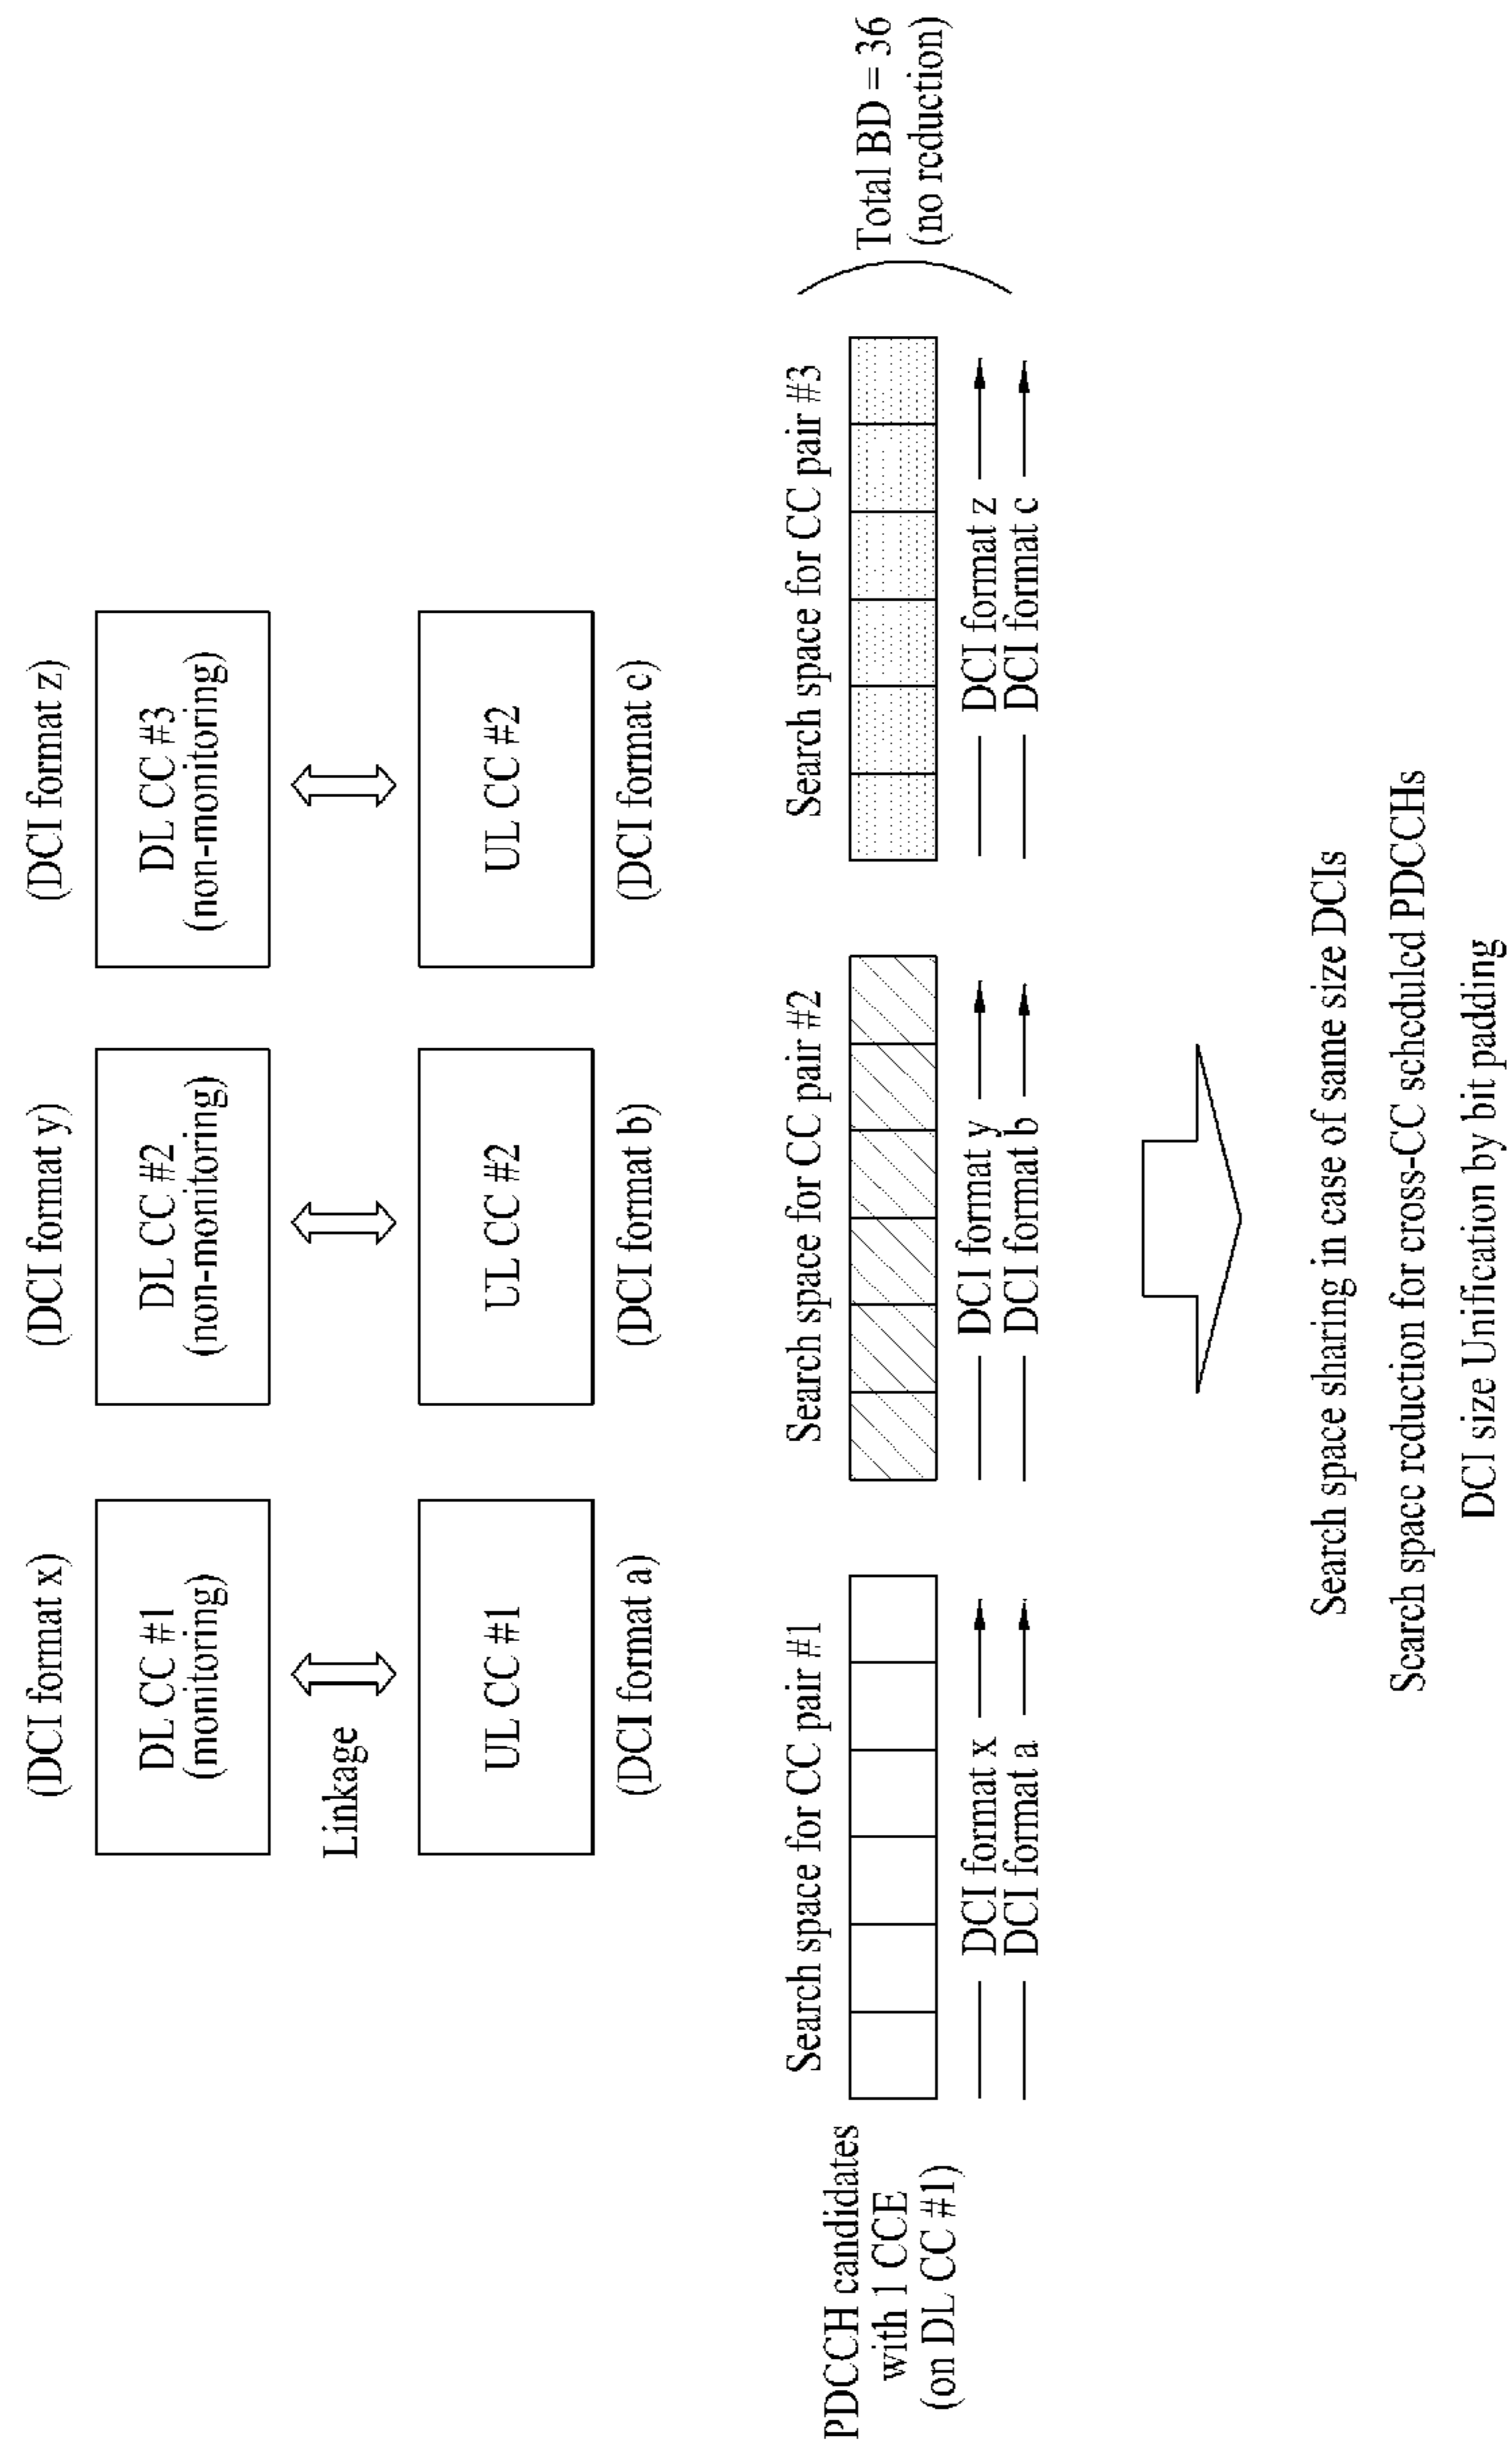 (DCI format x)
(DCI format y)
(DCI format z)
DL CC #1
(monitoring)
DL CC #2
(non-monitoring)
DL CC #3
(non-monitoring)
Linkage
UL CC #1
UL CC #2
UL CC #2
(DCI format a)
(DCI format b)
(DCI format c)
PDCCH candidates
with 1 CCE
(on DL CC #1)
Search space for CC pair #1
DCI format x
DCI format a
Search space for CC pair #2
DCI format y
DCI format b
Search space for CC pair #3
DCI format z
DCI format c
Total BD = 36
(no reduction)
Search space sharing in case of same size DCIs
Search space reduction for cross-CC scheduled PDCCHs
DCI size Unification by bit padding